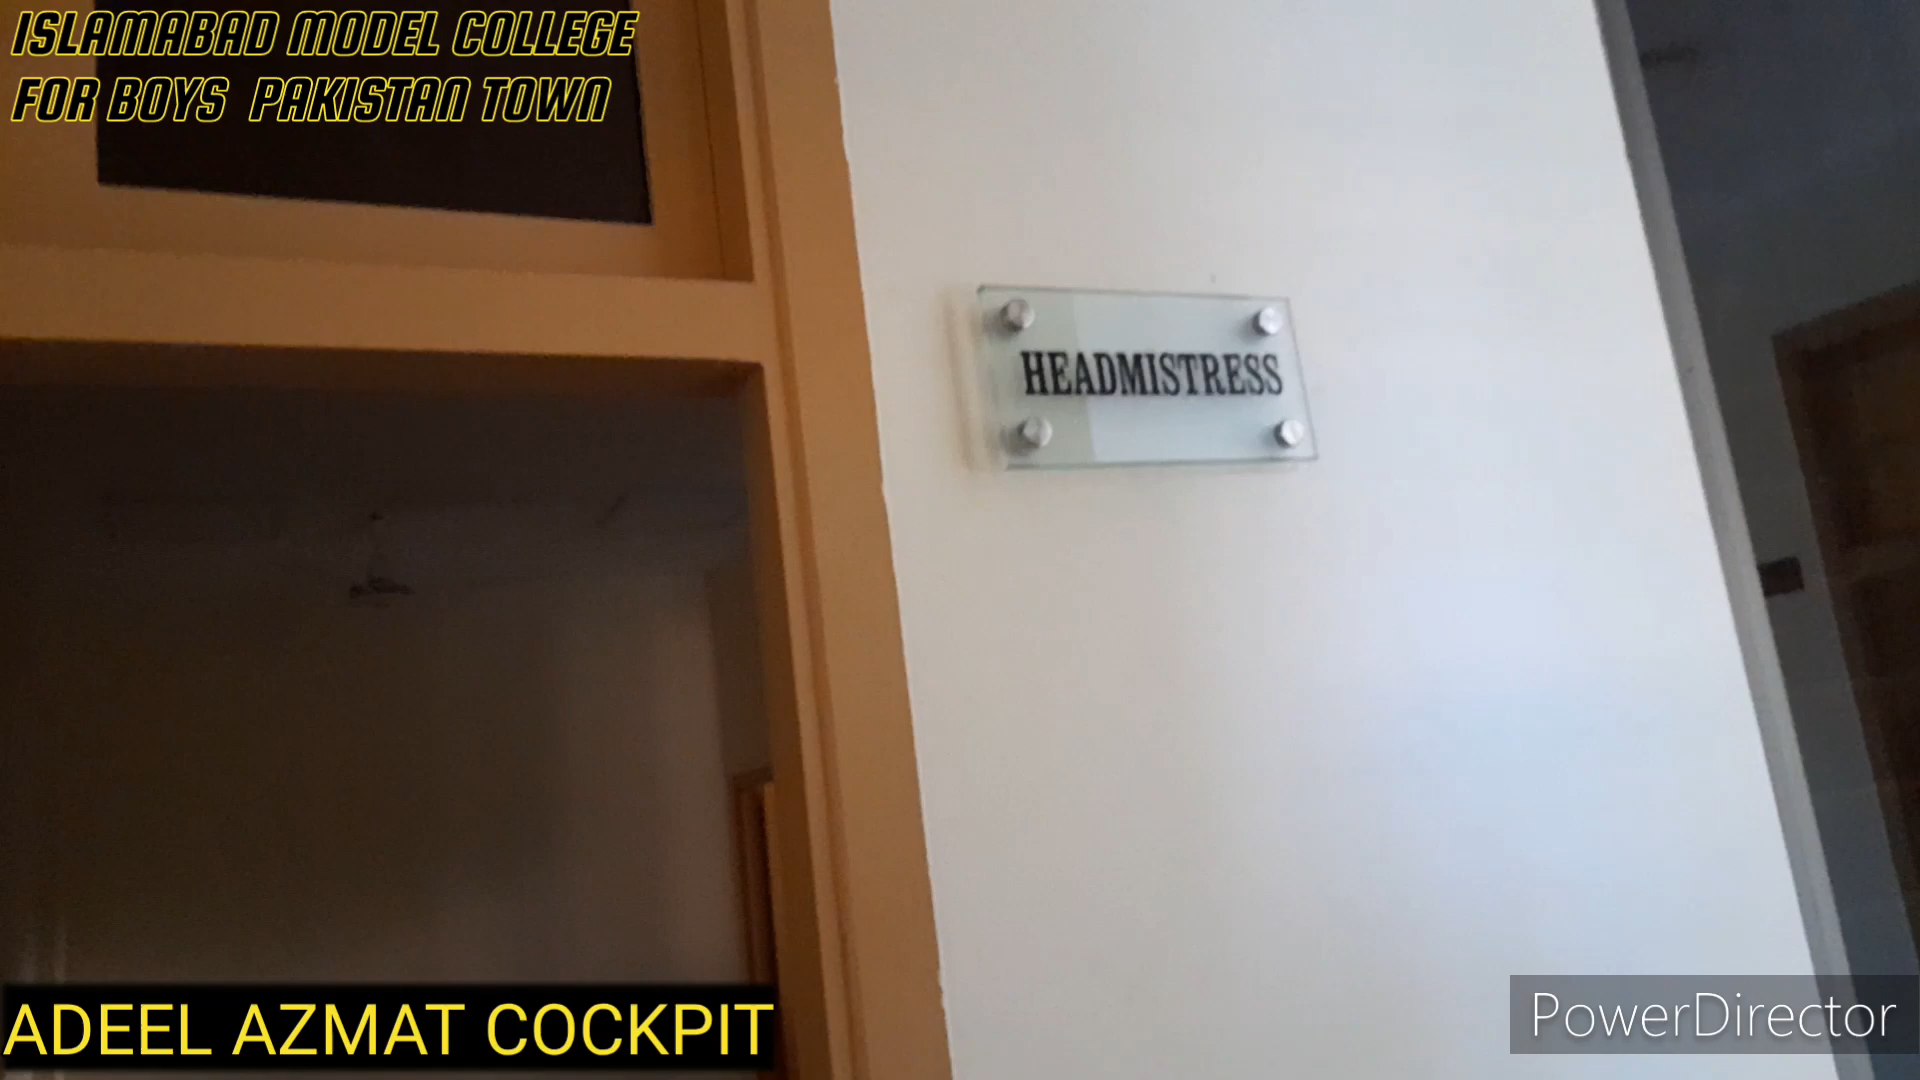 ISLAMABAD MODEL COLLEGE
FOR BOYS PAKISTAN TOWN
HEADMISTRESS
ADEEL AZMAT COCKPIT
PowerDirector